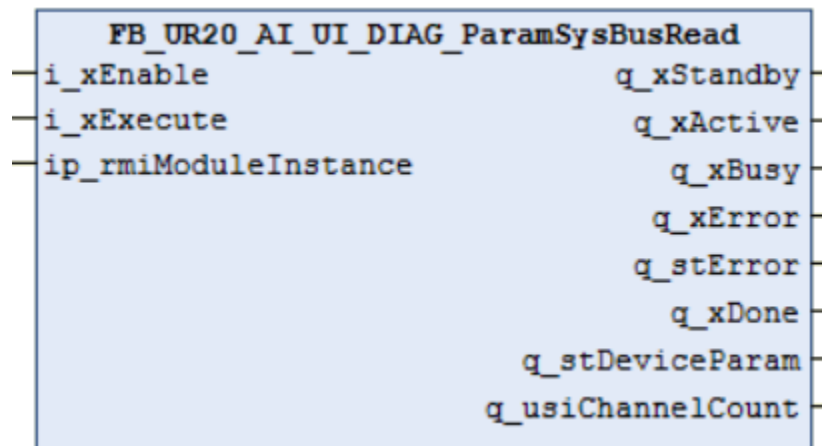 FB_UR20_AI_UI_DIAG_ParamSysBusRead
i_xEnable q_xStandby
i_xExecute q_xActive
ip_rmiModuleInstance q_xBusy
q_xError
q_stError
q_xDone
q_stDeviceParam
q_usiChannelCount